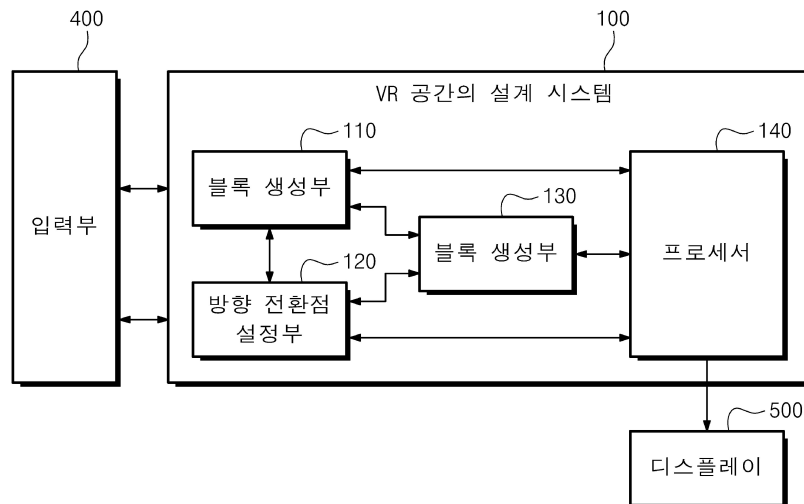 400
100
VR 공간의 설계 시스템
110
140
블록 생성부
130
입력부
블록 생성부
프로세서
120
방향 전환점
설정부
500
디스플레이